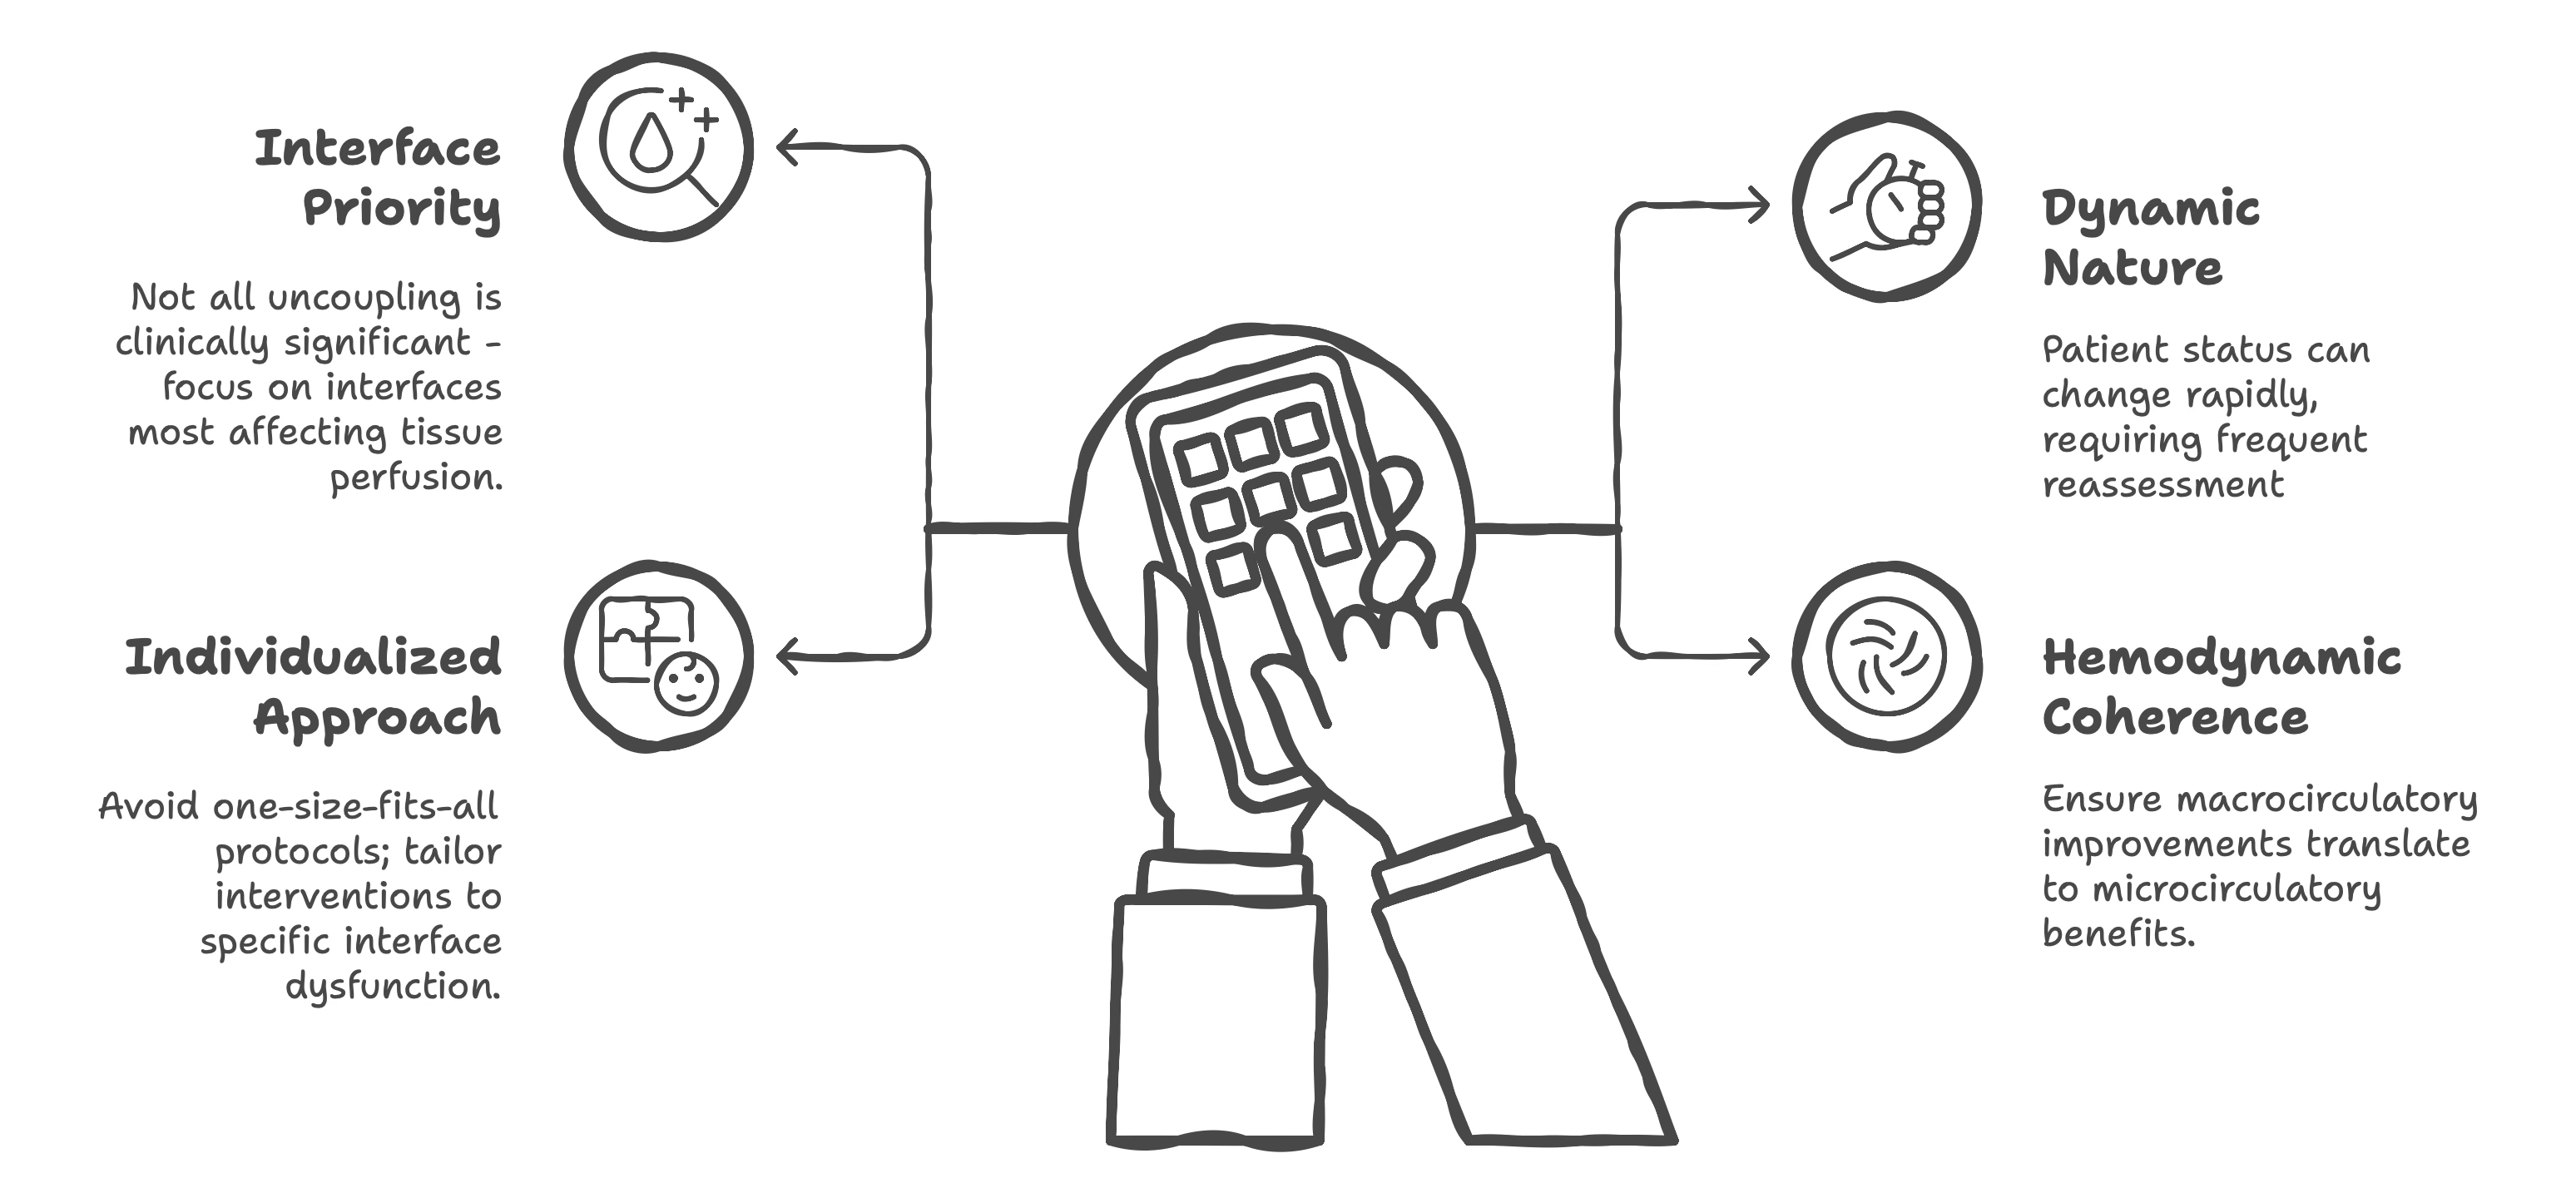 Interface
Priority
Not all uncoupling is
clinically significant -
focus on interfaces
most affecting tissue
perfusion.
Individualized
Approach
Avoid one-size-fits-all
protocols; tailor
interventions to
specific interface
dysfunction.
Dynamic
Nature
Patient status can
change rapidly,
requiring frequent
reassessment
Hemodynamic
Coherence
Ensure macrocirculatory
improvements translate
to microcirculatory
benefits.